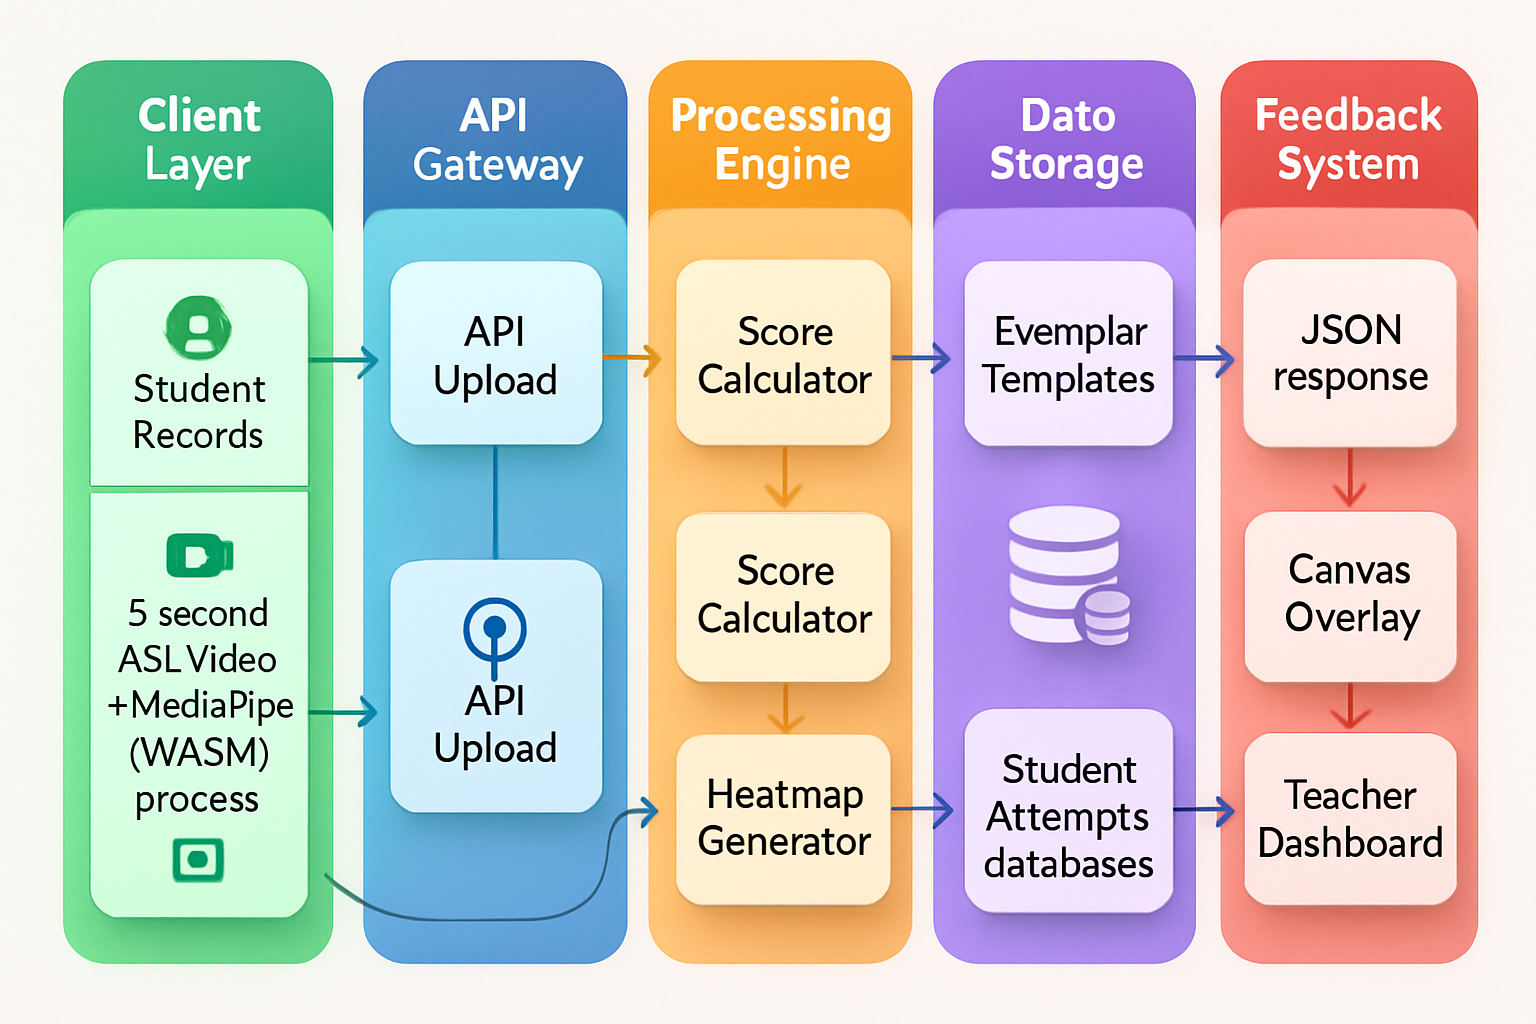 Client
Layer
Student
Records
5 second
ASL Video
+MediaPipe
(WASM)
process
API
Gateway
API
Upload
API
Upload
Processing
Engine
Score
Calculator
Score
Calculator
Heatmap
Generator
Dato
Storage
Evemplar
Templates
Student
Attempts
databases
Feedback
System
JSON
response
Canvas
Overlay
Teacher
Dashboard